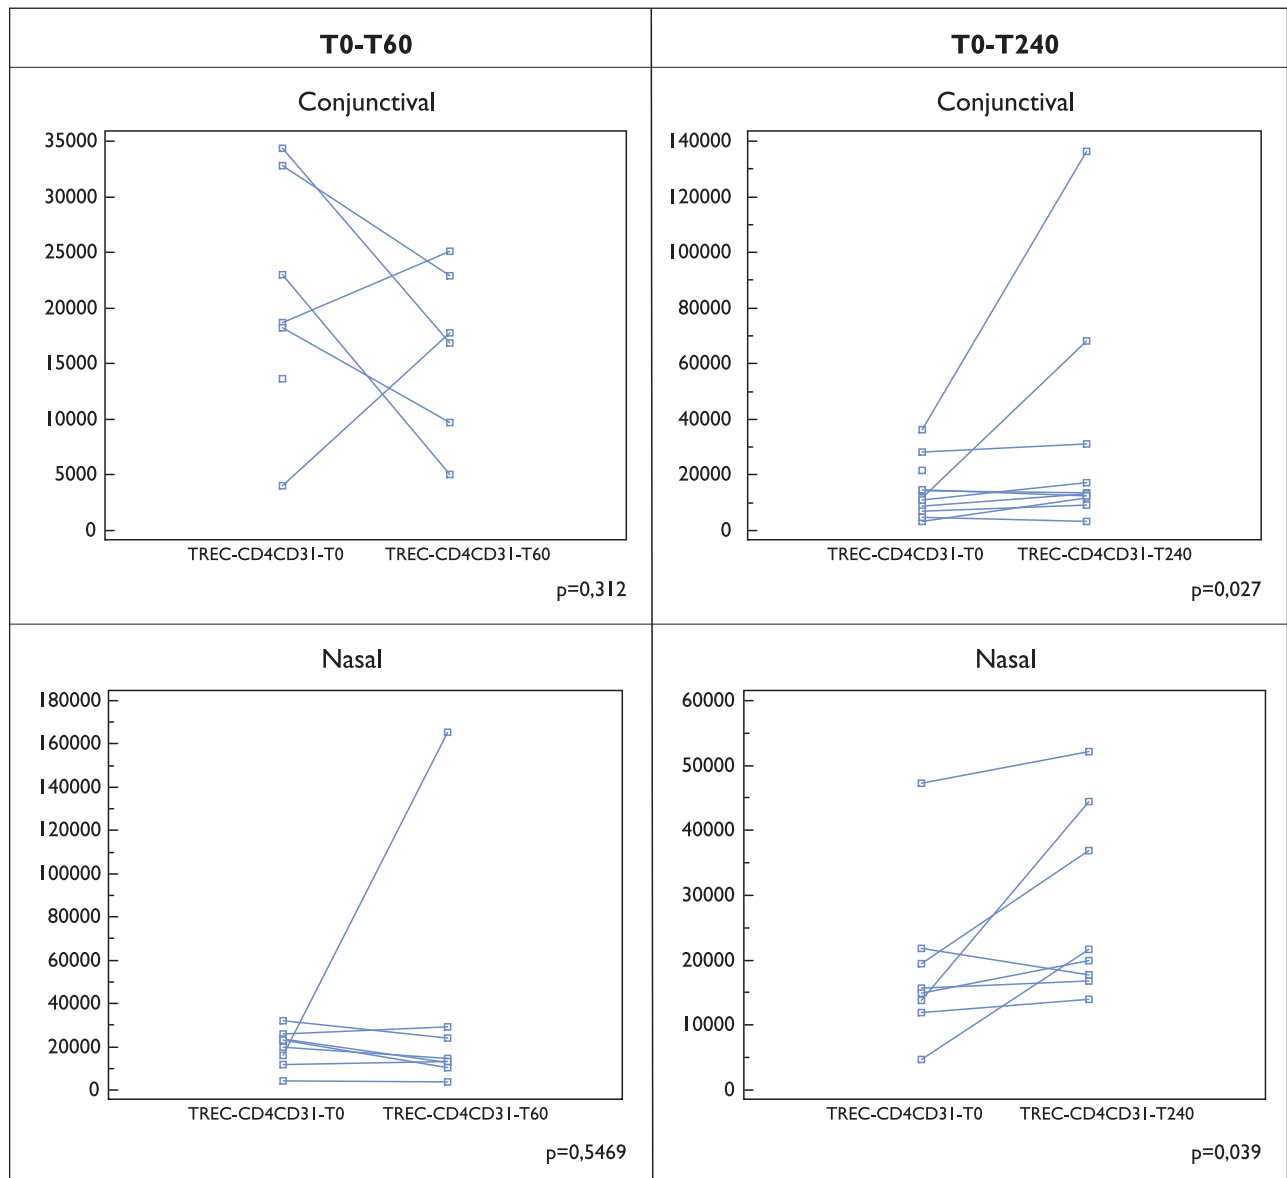 T0-T60
T0-T240
Conjunctival
35000
30000
25000
20000
15000
10000
5000
0
TREC-CD4CD31-T0
TREC-CD4CD31-T60
p=0,312
Conjunctival
140000
120000
100000
80000
60000
40000
20000
0
TREC-CD4CD31-T0
TREC-CD4CD31-T240
p=0,027
Nasal
180000
160000
140000
120000
100000
80000
60000
40000
20000
0
TREC-CD4CD31-T0
TREC-CD4CD31-T60
p=0,5469
Nasal
60000
50000
40000
30000
20000
10000
0
TREC-CD4CD31-T0
TREC-CD4CD31-T240
p=0,039